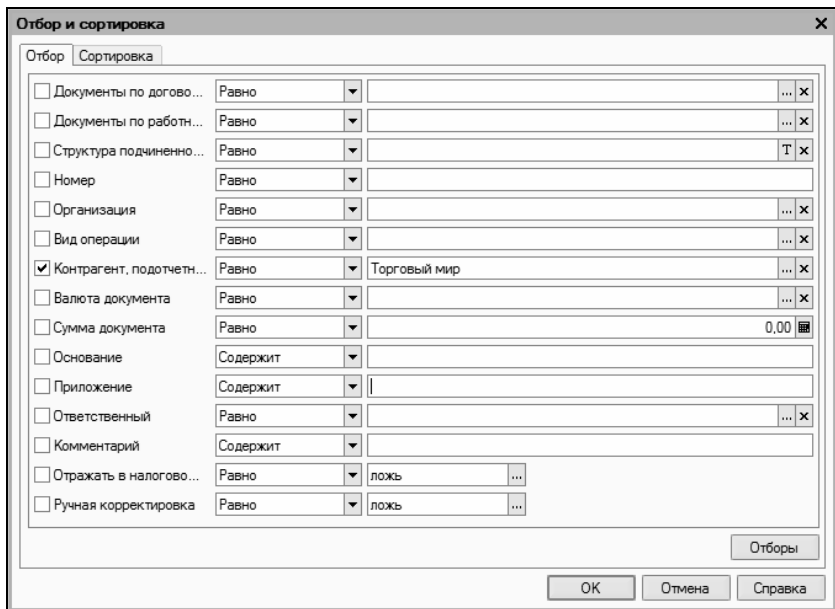 Отбор и сортировка
Отбор Сортировка
Документы по догово... Равно
Документы по работн... Равно
Структура подчиненно... Равно T
Номер Равно
Организация Равно
Вид операции Равно
Контрагент, подотчетн... Равно Торговый мир
Валюта документа Равно
Сумма документа Равно 0,00
Основание Содержит
Приложение Содержит
Ответственный Равно
Комментарий Содержит
Отражать в налогово... Равно ложь
Ручная корректировка Равно ложь
Отборы
OK Отмена Справка